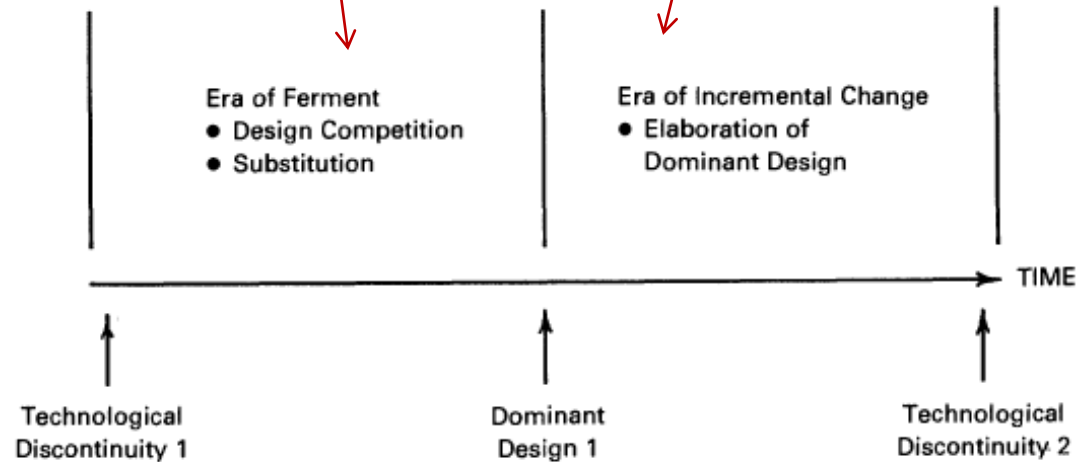 Era of Ferment
● Design Competition
● Substitution
Era of Incremental Change
● Elaboration of
Dominant Design
TIME
Technological
Discontinuity 1
Dominant
Design 1
Technological
Discontinuity 2